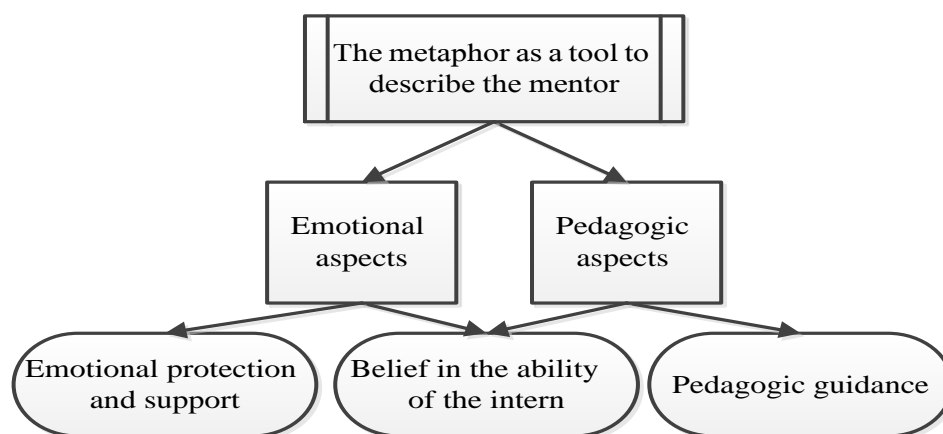 The metaphor as a tool to
describe the mentor
Emotional
aspects
Pedagogic
aspects
Emotional protection
and support
Belief in the ability
of the intern
Pedagogic guidance